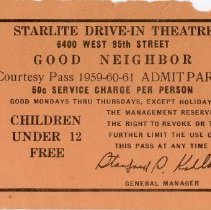 STARLITE DRIVE-IN THEATRE
6400 WEST 95th STREET
GOOD NEIGHBOR
Courtesy Pass 1959-60-61 ADMIT PAR
50c SERVICE CHARGE PER PERSON
GOOD MONDAYS THRU THURSDAYS, EXCEPT HOLIDAY
CHILDREN
UNDER 12
FREE
THE MANAGEMENT RESERVE
THE RIGHT TO REVOKE OR T
FURTHER LIMIT THE USE O
THIS PASS AT ANY TIME
GENERAL MANAGER